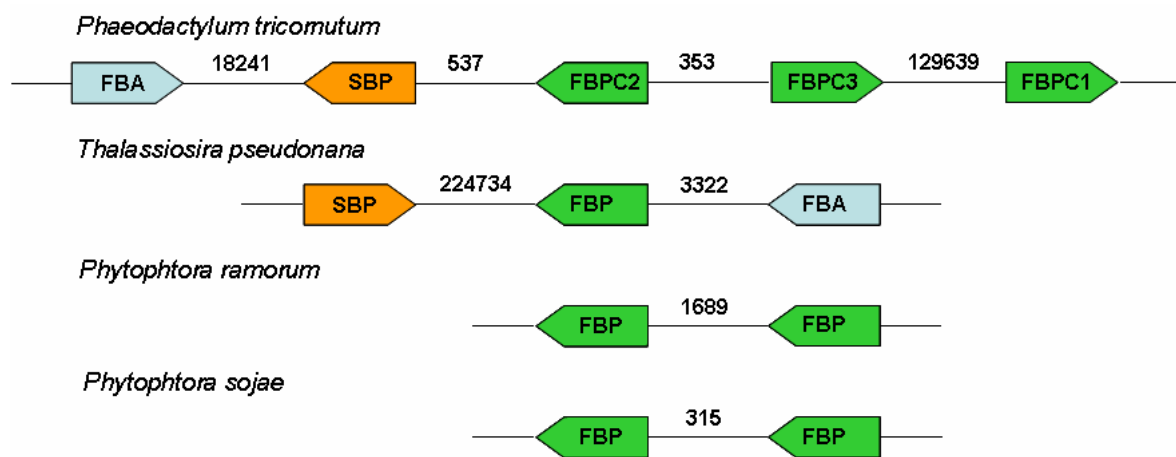 Phaeodactylum tricornutum
FBA 18241 SBP 537 FBPC2 353 FBPC3 129639 FBPC1
Thalassiosira pseudonana
SBP 224734 FBP 3322 FBA
Phytophtora ramorum
FBP 1689 FBP
Phytophtora sojae
FBP 315 FBP